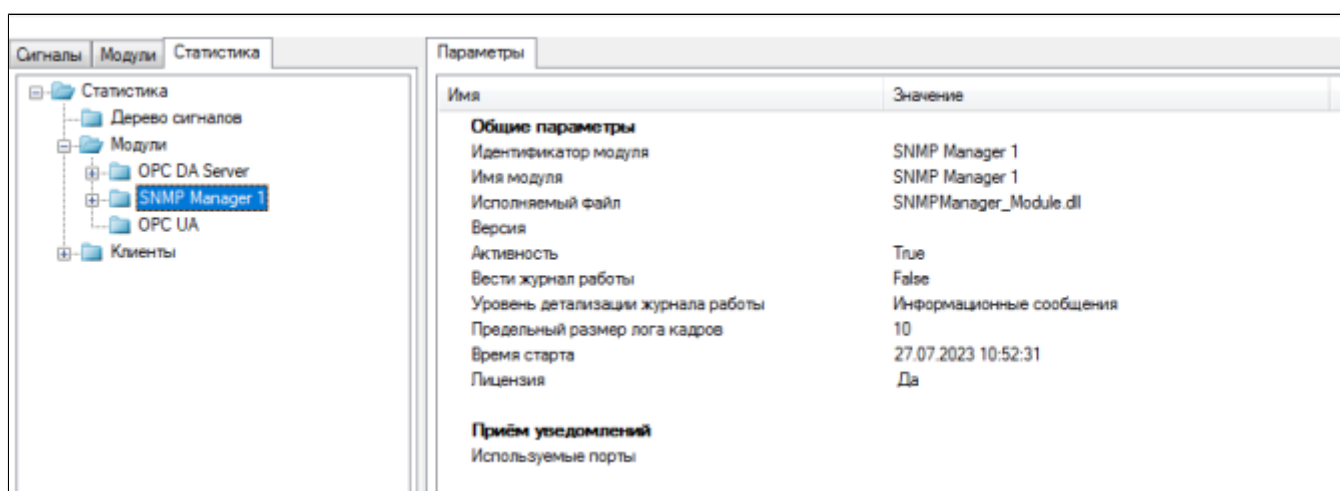 Сигналы Модули Статистика
Статистика
Дерево сигналов
Модули
OPC DA Server
SNMP Manager 1
OPC UA
Клиенты
Параметры
Имя Значение
Общие параметры
Идентификатор модуля SNMP Manager 1
Имя модуля SNMP Manager 1
Исполняемый файл SNMPManager_Module.dll
Версия
Активность True
Вести журнал работы False
Уровень детализации журнала работы Информационные сообщения
Предельный размер лога кадров 10
Время старта 27.07.2023 10:52:31
Лицензия Да
Приём уведомлений
Используемые порты